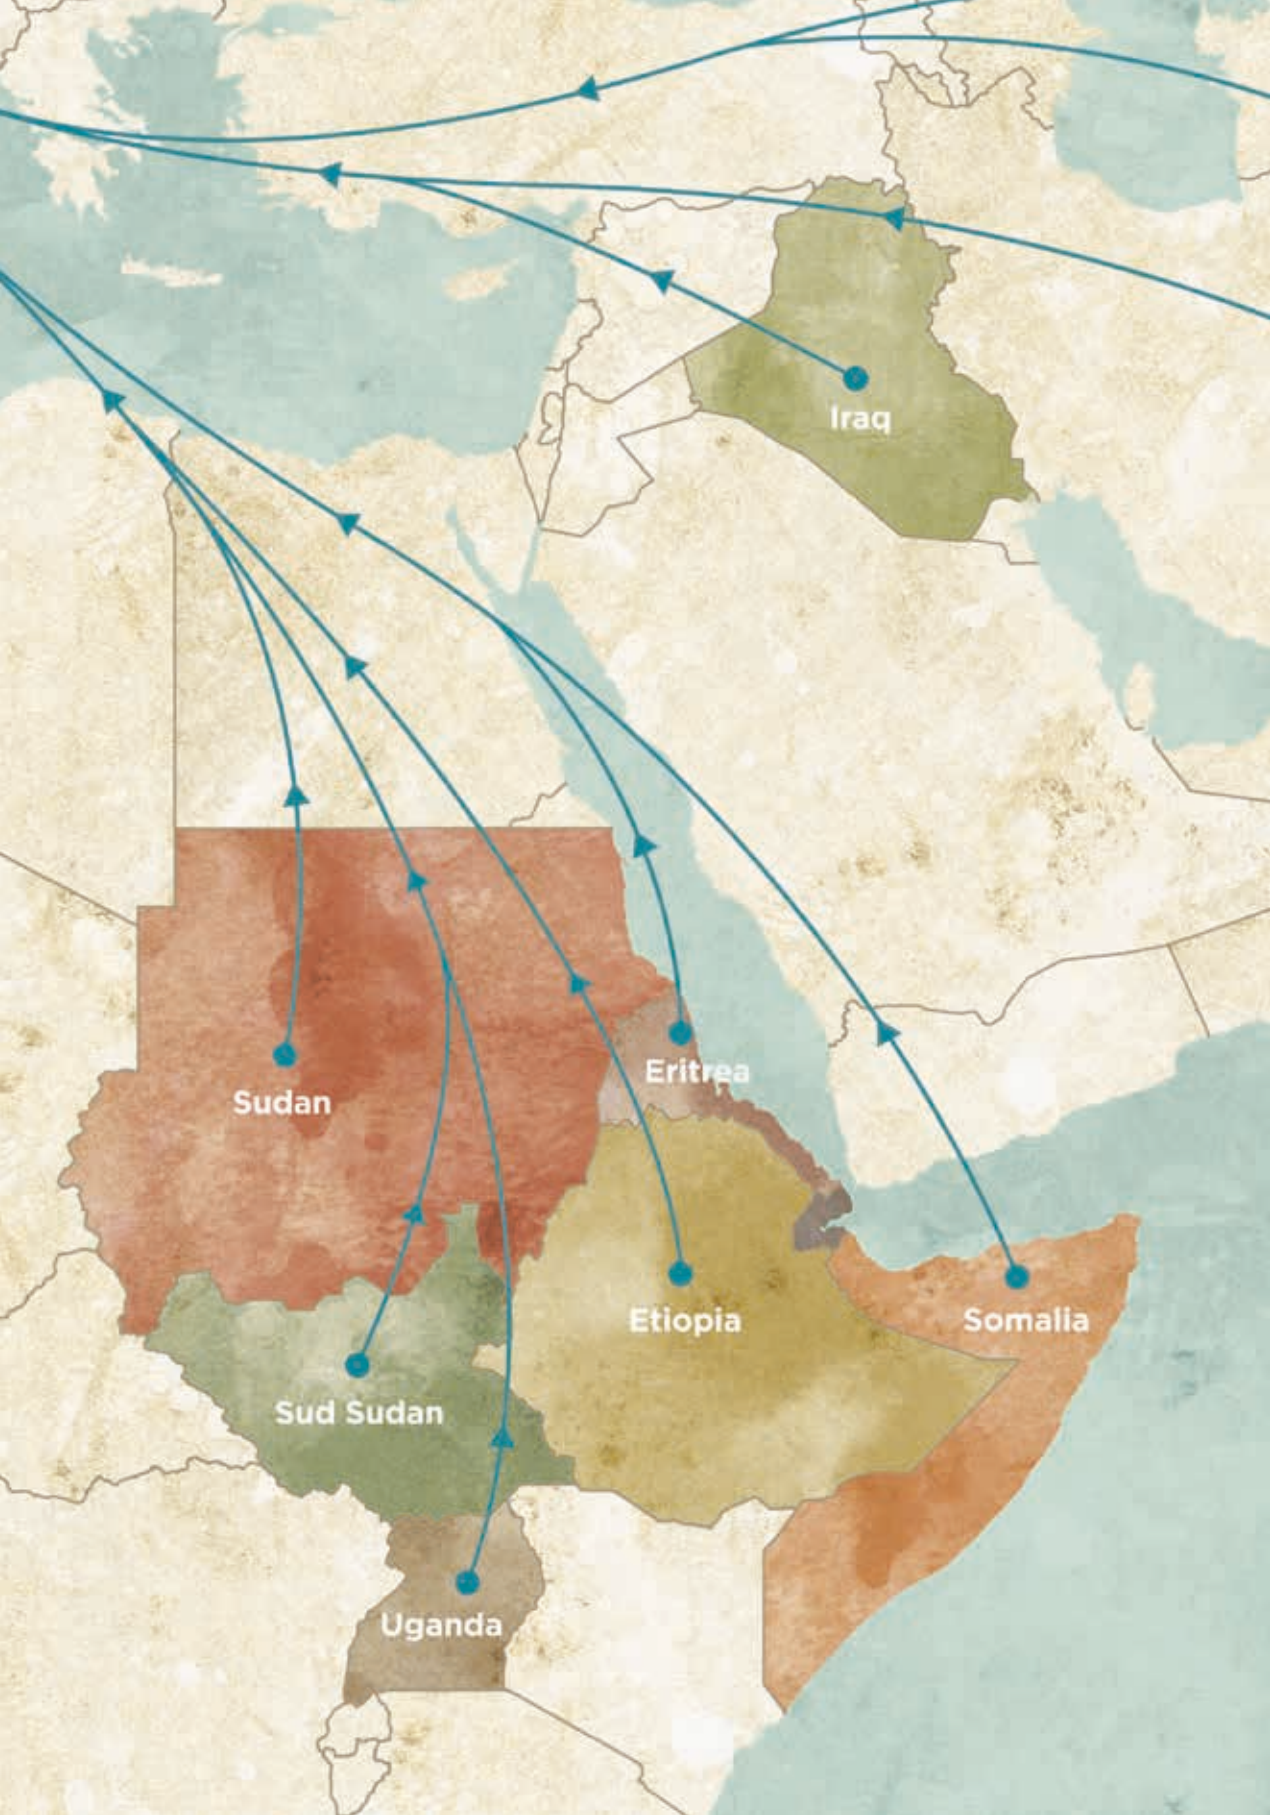 Iraq
Eritrea
Sudan
Etiopia
Somalia
Sud Sudan
Uganda